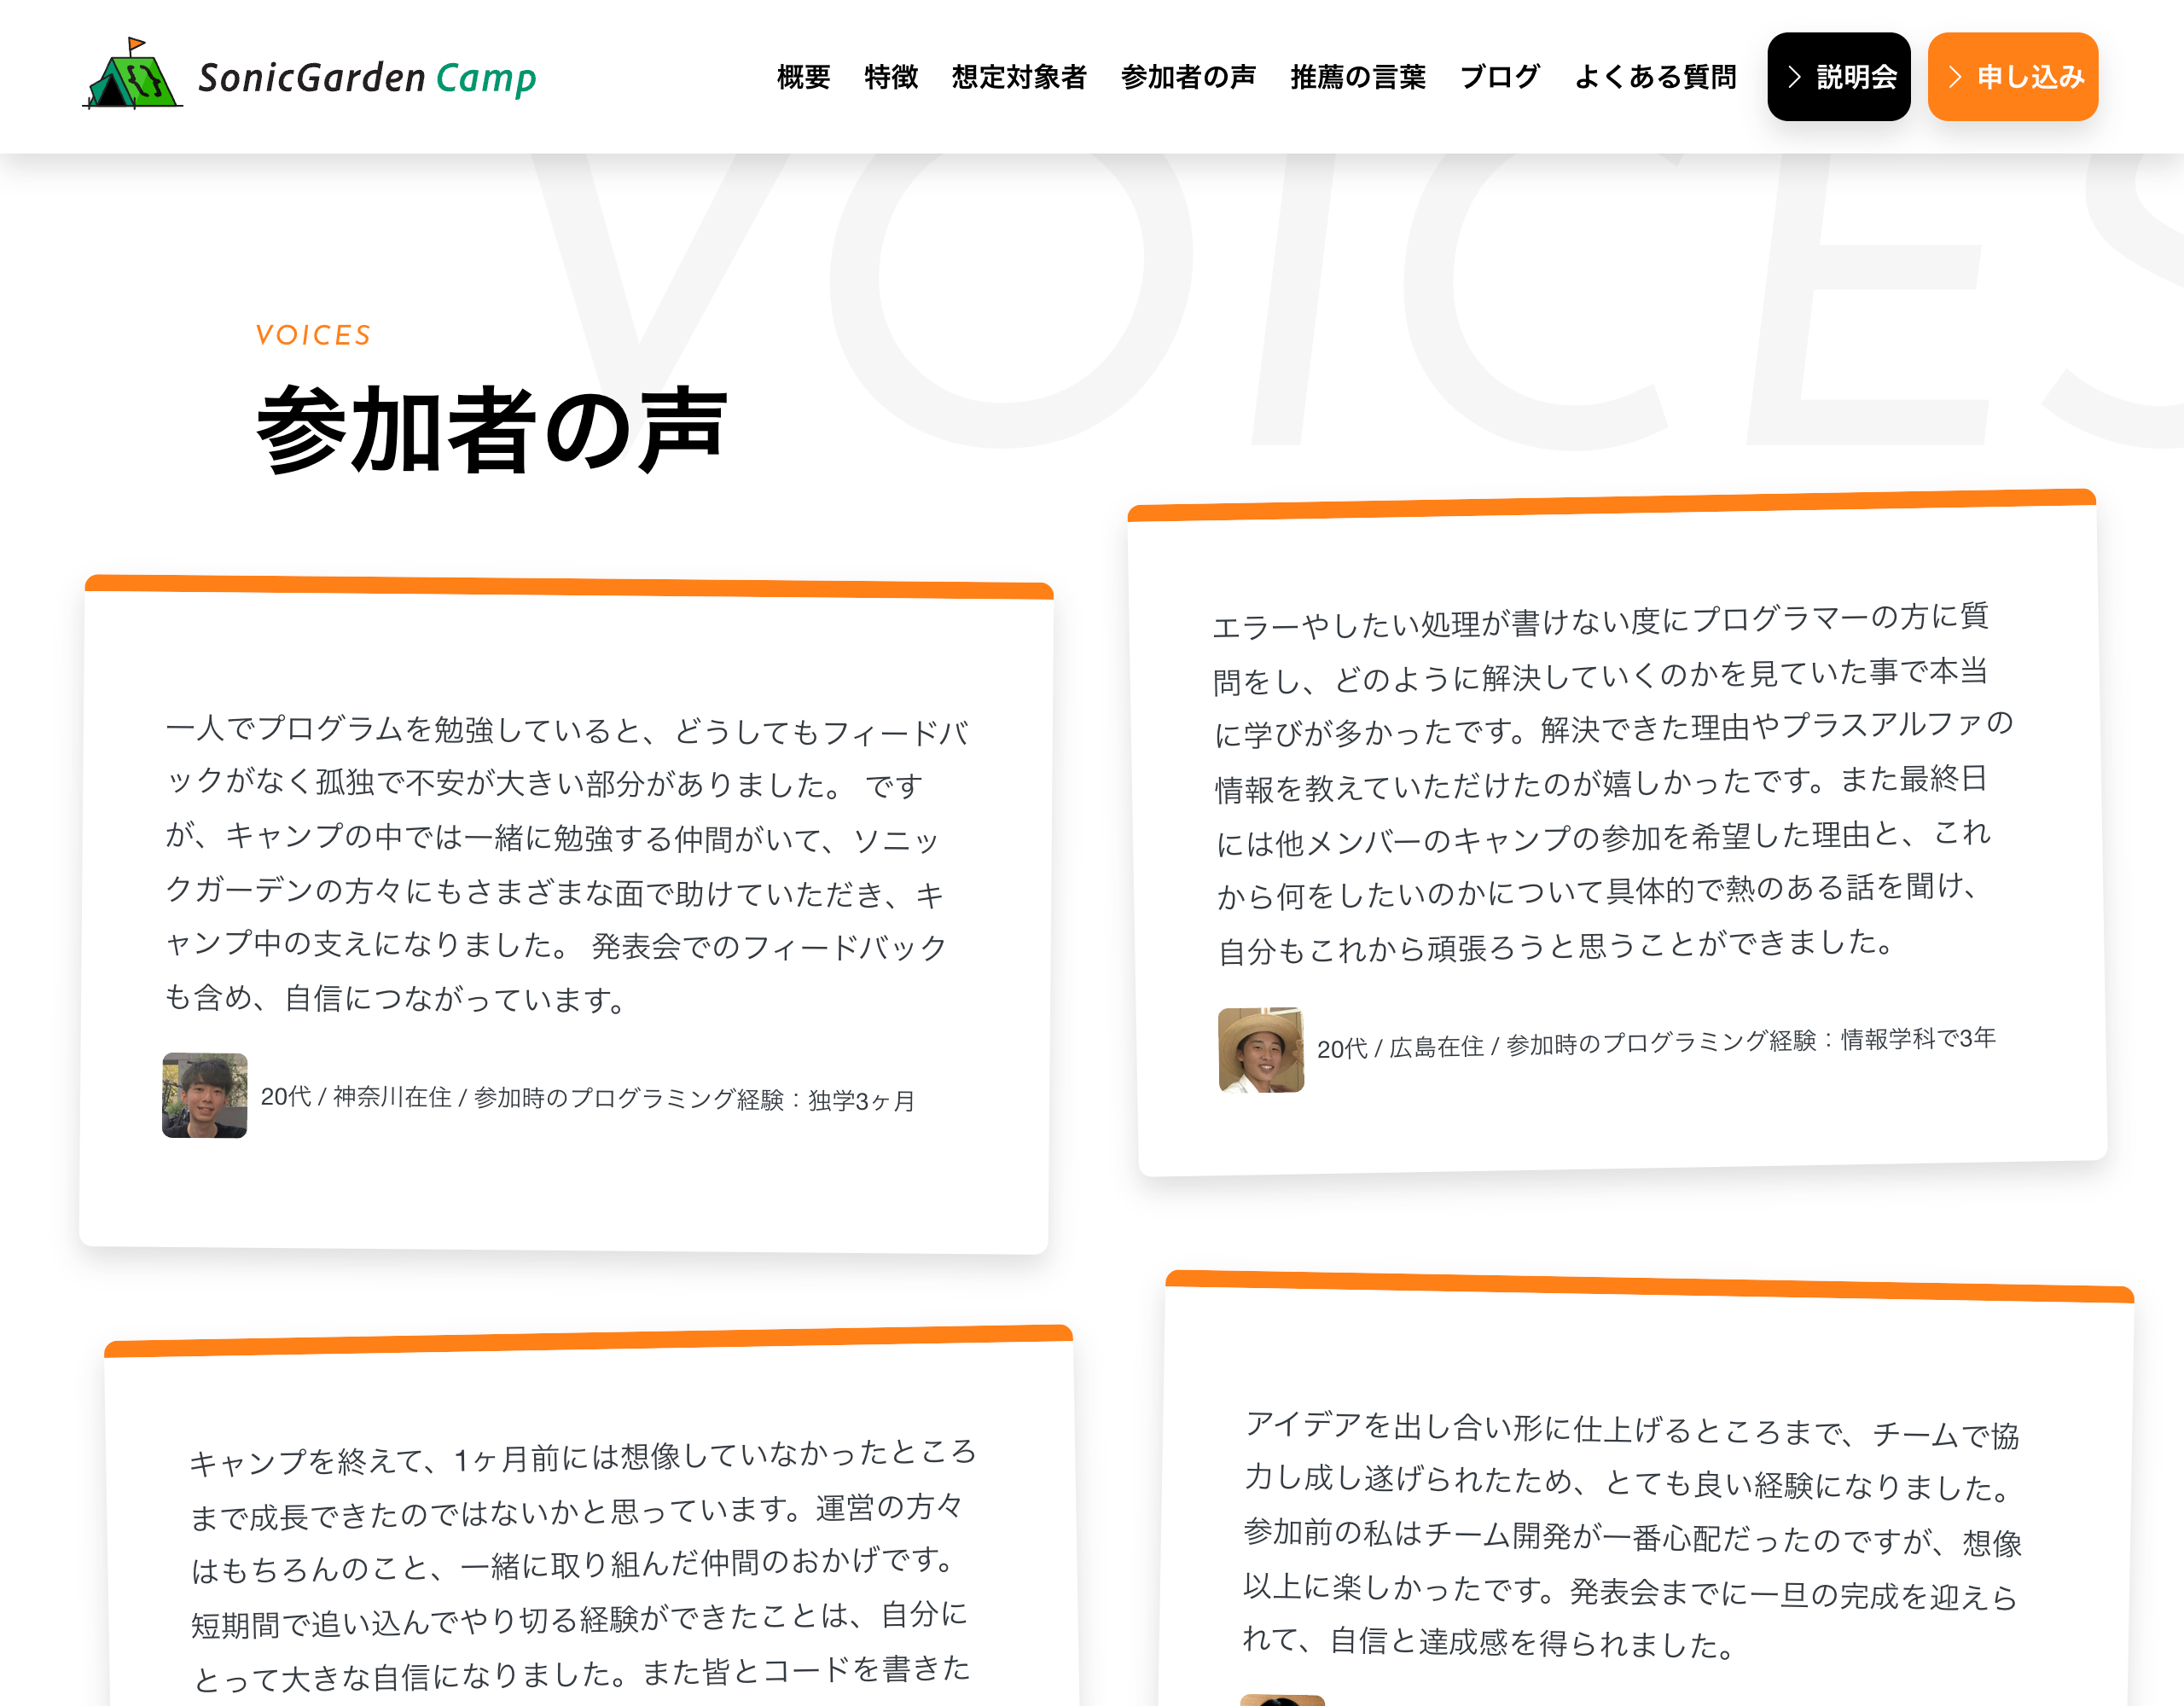 SonicGarden Camp
概要 特徴 想定対象者 参加者の声 推薦の言葉 ブログ よくある質問 説明会 申し込み
VOICES
VOICES
参加者の声
一人でプログラムを勉強していると、どうしてもフィードバ
ックがなく孤独で不安が大きい部分がありました。 です
が、キャンプの中では一緒に勉強する仲間がいて、ソニッ
クガーデンの方々にもさまざまな面で助けていただき、キ
ャンプ中の支えになりました。 発表会でのフィードバック
も含め、自信につながっています。
20代 / 神奈川在住 / 参加時のプログラミング経験：独学3ヶ月
エラーやしたい処理が書けない度にプログラマーの方に質
問をし、どのように解決していくのかを見ていた事で本当
に学びが多かったです。解決できた理由やプラスアルファの
情報を教えていただけたのが嬉しかったです。また最終日
には他メンバーのキャンプの参加を希望した理由と、これ
から何をしたいのかについて具体的で熱のある話を聞け、
自分もこれから頑張ろうと思うことができました。
20代 / 広島在住 / 参加時のプログラミング経験：情報学科で3年
キャンプを終えて、1ヶ月前には想像していなかったところ
まで成長できたのではないかと思っています。運営の方々
はもちろんのこと、一緒に取り組んだ仲間のおかげです。
短期間で追い込んでやり切る経験ができたことは、自分に
とって大きな自信になりました。また皆とコードを書きた
アイデアを出し合い形に仕上げるところまで、チームで協
力し成し遂げられたため、とても良い経験になりました。
参加前の私はチーム開発が一番心配だったのですが、想像
以上に楽しかったです。発表会までに一旦の完成を迎えら
れて、自信と達成感を得られました。